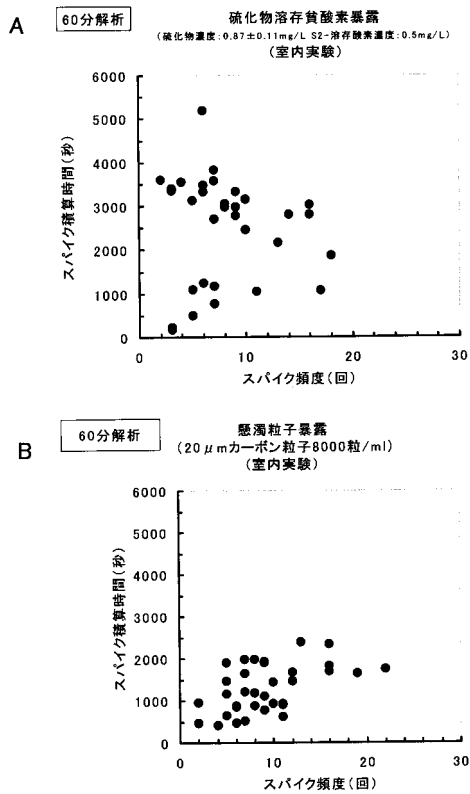 A
60分解析
硫化物溶存貧酸素暴露
(硫化物濃度:0.87±0.11mg/L S2-溶存酸素濃度:0.5mg/L)
(室内実験)
スパイク積算時間(秒)
6000
5000
4000
3000
2000
1000
0
0 10 20 30
スパイク頻度(回)
B
60分解析
懸濁粒子暴露
(20μmカーボン粒子8000粒/ml)
(室内実験)
スパイク積算時間(秒)
6000
5000
4000
3000
2000
1000
0
0 10 20 30
スパイク頻度(回)